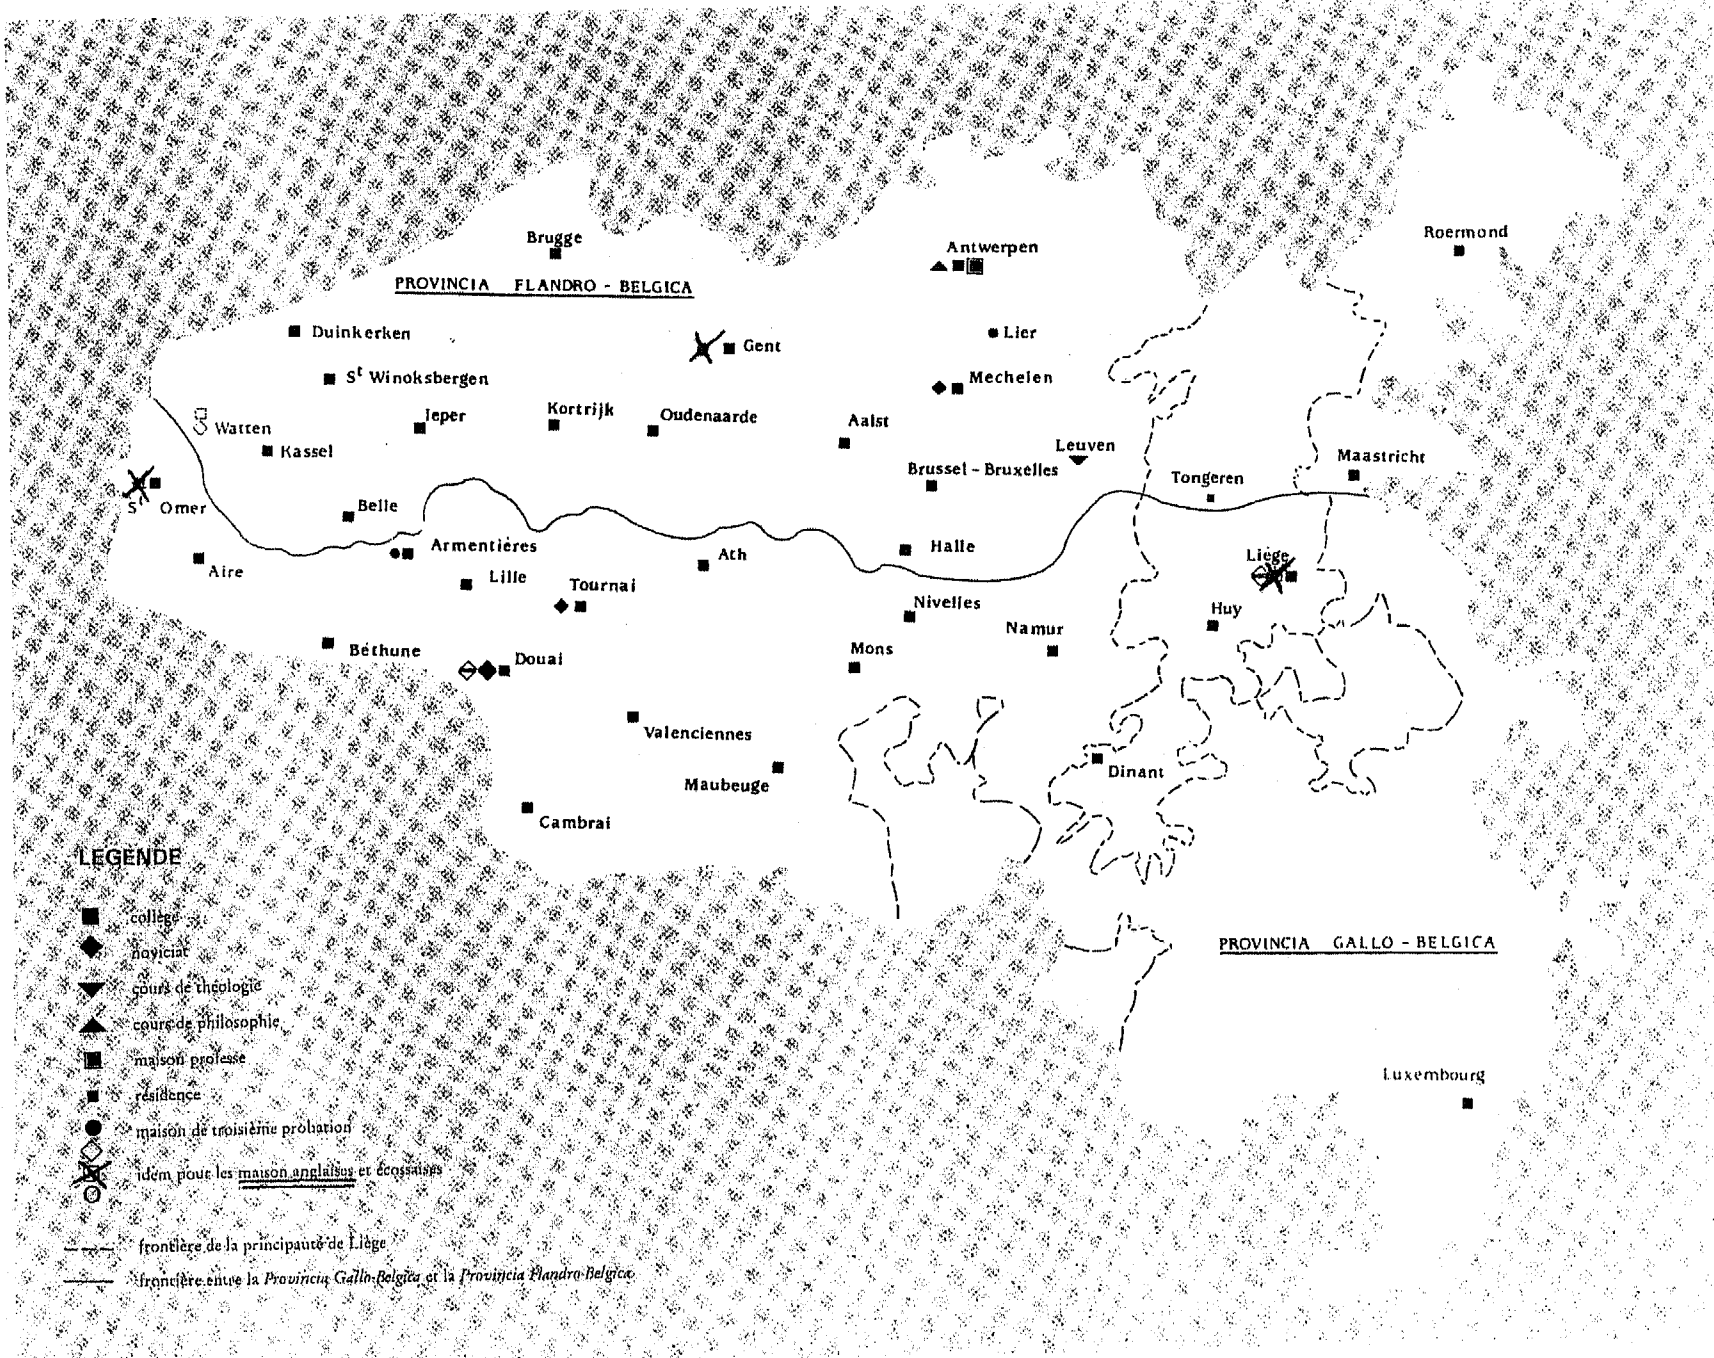 Brugge
Antwerpen
Roermond
PROVINCIA FLANDRO - BELGICA
Duinkerken
Lier
Gent
St Winoksbergen
Mechelen
Ieper
Kortrijk
Oudenaarde
Aalst
Watten
Kassel
Leuven
Brussel - Bruxelles
Maastricht
Tongeren
St Omer
Belle
Armentières
Ath
Halle
Liége
Aire
Lille
Tournai
Nivelles
Huy
Namur
Béthune
Douai
Mons
Valenciennes
Dinant
Maubeuge
Cambrai
PROVINCIA GALLO - BELGICA
Luxembourg
LEGENDE
collège
noviciat
cours de théologie
cours de philosophie
maison professe
résidence
maison de troisième probation
idem pour les maison anglaises et écossaises
frontière de la principauté de Liège
frontière entre la Provincia Gallo-Belgica et la Provincia Flandro-Belgica